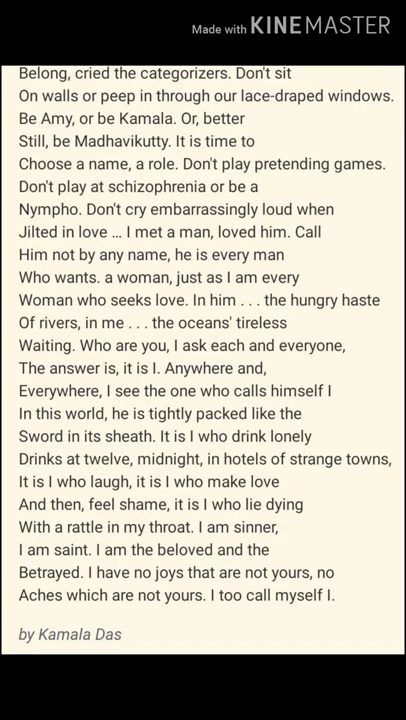 Made with KINEMASTER
Belong, cried the categorizers. Don't sit
On walls or peep in through our lace-draped windows.
Be Amy, or be Kamala. Or, better
Still, be Madhavikutty. It is time to
Choose a name, a role. Don't play pretending games.
Don't play at schizophrenia or be a
Nympho. Don't cry embarrassingly loud when
Jilted in love ... I met a man, loved him. Call
Him not by any name, he is every man
Who wants. a woman, just as I am every
Woman who seeks love. In him . . . the hungry haste
Of rivers, in me . . . the oceans' tireless
Waiting. Who are you, I ask each and everyone,
The answer is, it is I. Anywhere and,
Everywhere, I see the one who calls himself I
In this world, he is tightly packed like the
Sword in its sheath. It is I who drink lonely
Drinks at twelve, midnight, in hotels of strange towns,
It is I who laugh, it is I who make love
And then, feel shame, it is I who lie dying
With a rattle in my throat. I am sinner,
I am saint. I am the beloved and the
Betrayed. I have no joys that are not yours, no
Aches which are not yours. I too call myself I.
by Kamala Das